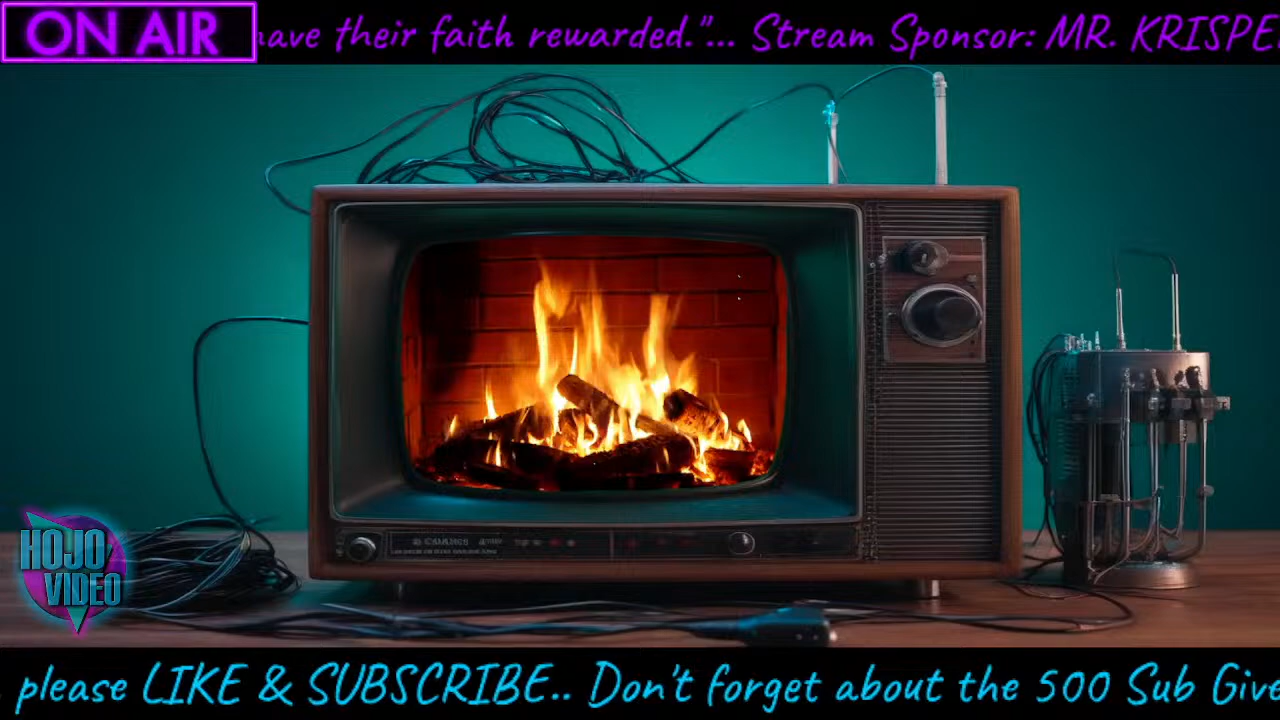 ON AIR
have their faith rewarded."... Stream Sponsor: MR. KRISPE
HOJO
VIDEO
please LIKE & SUBSCRIBE.. Don't forget about the 500 Sub Give